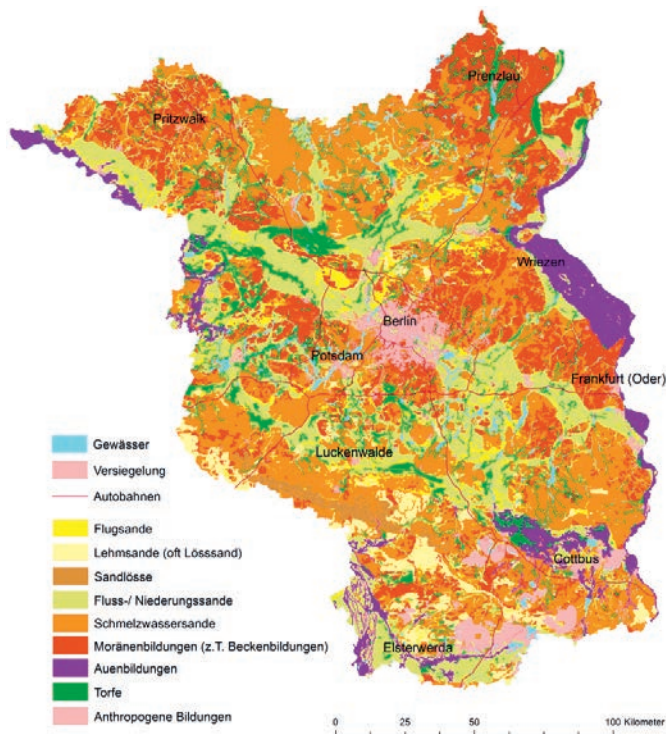 Prenzlau
Pritzwalk
Wriezen
Berlin
Potsdam
Frankfurt (Oder)
Luckenwalde
Cottbus
Elsterwerda
Gewässer
Versiegelung
Autobahnen
Flugsande
Lehmsande (oft Lösssand)
Sandlösse
Fluss-/ Niederungssande
Schmelzwassersande
Moränenbildungen (z.T. Beckenbildungen)
Auenbildungen
Torfe
Anthropogene Bildungen
0 25 50 100 Kilometer